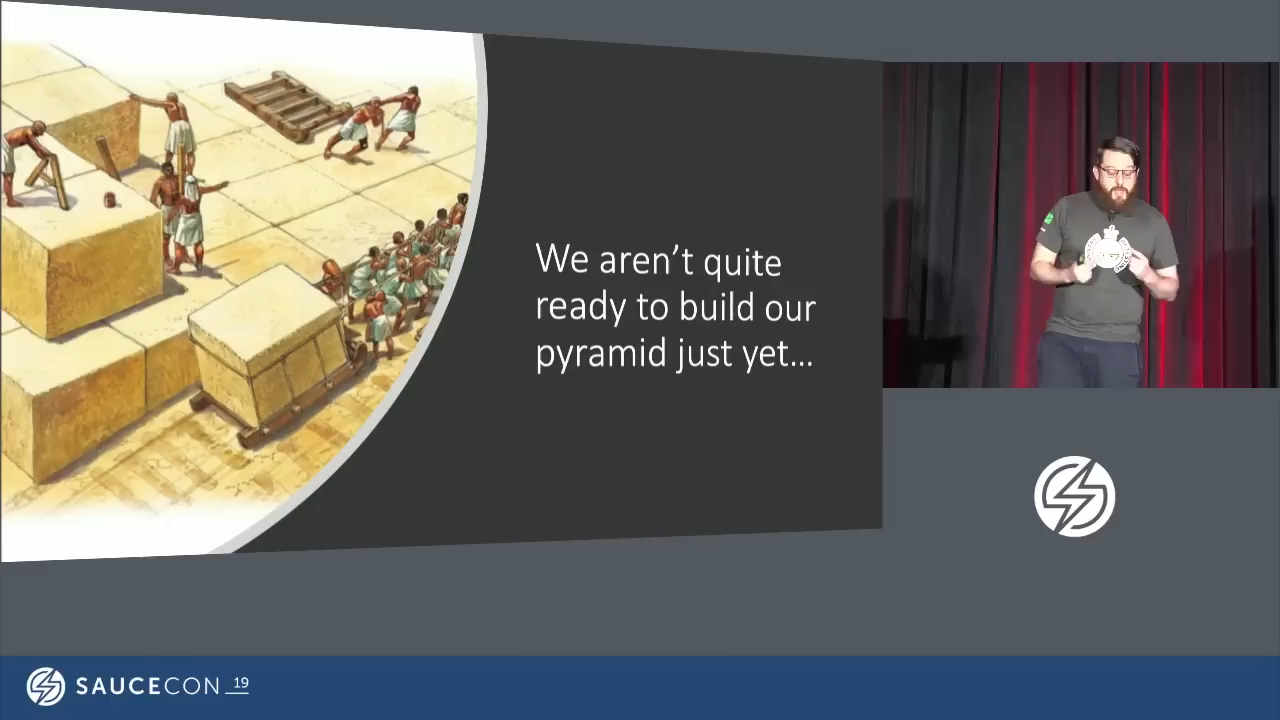 We aren't quite
ready to build our
pyramid just yet...
SAUCECON 19